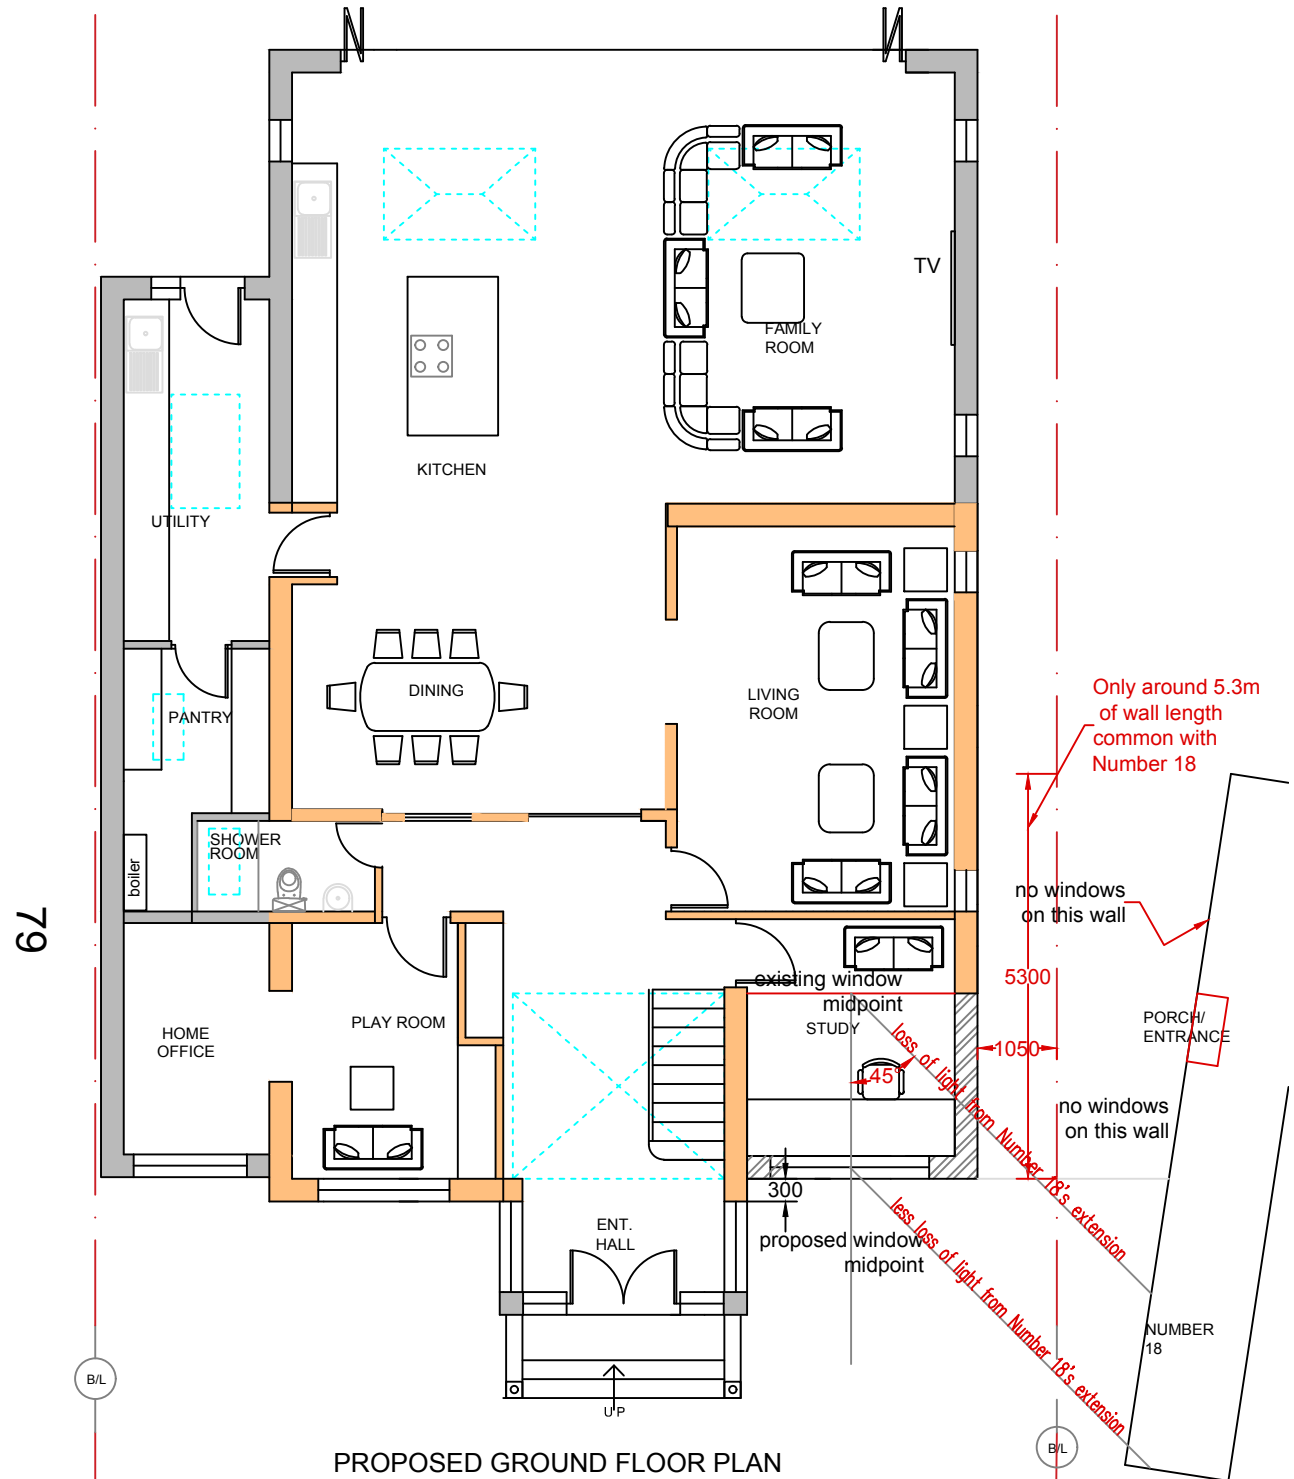 TV
FAMILY
ROOM
KITCHEN
UTILITY
DINING
LIVING
ROOM
PANTRY
Only around 5.3m
of wall length
common with
Number 18
SHOWER
ROOM
boiler
no windows
on this wall
79
existing window
midpoint
5300
STUDY
HOME
OFFICE
PLAY ROOM
PORCH/
ENTRANCE
1050
45°
loss of light from Number 18's extension
no windows
on this wall
300
ENT.
HALL
proposed window
midpoint
less loss of light from Number 18's extension
NUMBER
18
B/L
UP
B/L
PROPOSED GROUND FLOOR PLAN